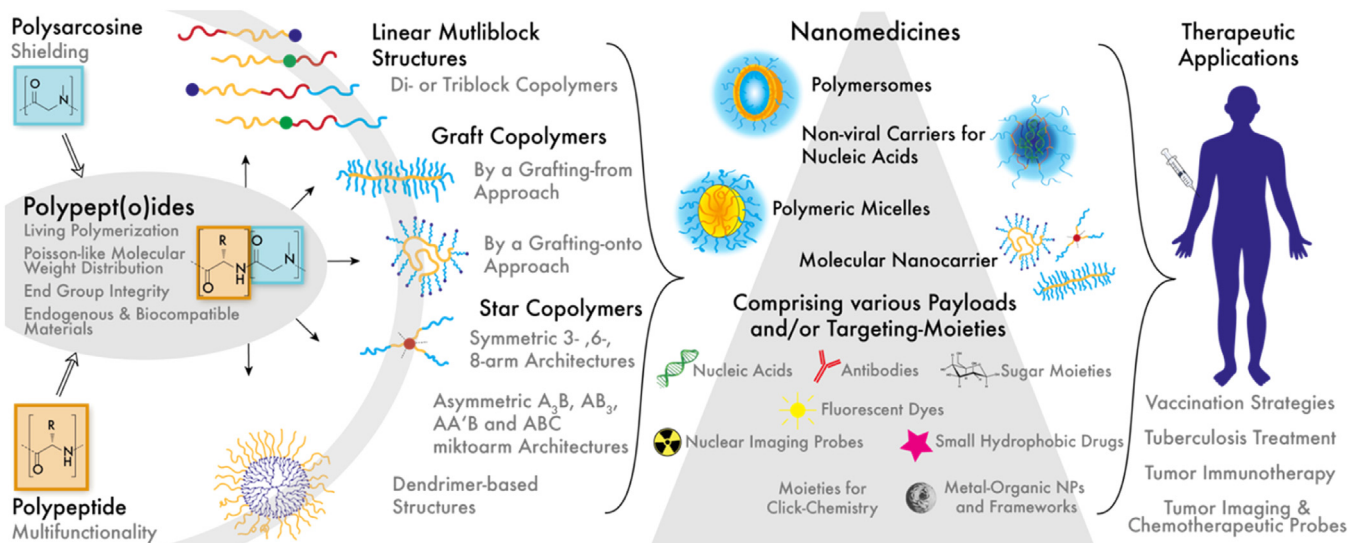 Polysarcosine
Shielding
O
N
Polypept(o)ides
Living Polymerization
Poisson-like Molecular
Weight Distribution
End Group Integrity
Endogenous & Biocompatible
Materials
R
O
N
H
O
N
R
O
N
H
Polypeptide
Multifunctionality
Linear Mutliblock
Structures
Di- or Triblock Copolymers
Graft Copolymers
By a Grafting-from
Approach
By a Grafting-onto
Approach
Star Copolymers
Symmetric 3- ,6-,
8-arm Architectures
Asymmetric A₃B, AB₃,
AA‘B and ABC
miktoarm Architectures
Dendrimer-based
Structures
Nanomedicines
Polymersomes
Non-viral Carriers for
Nucleic Acids
Polymeric Micelles
Molecular Nanocarrier
Comprising various Payloads
and/or Targeting-Moieties
Nucleic Acids
Antibodies
Sugar Moieties
Fluorescent Dyes
Nuclear Imaging Probes
Small Hydrophobic Drugs
Moieties for
Click-Chemistry
Metal-Organic NPs
and Frameworks
Therapeutic
Applications
Vaccination Strategies
Tuberculosis Treatment
Tumor Immunotherapy
Tumor Imaging &
Chemotherapeutic Probes